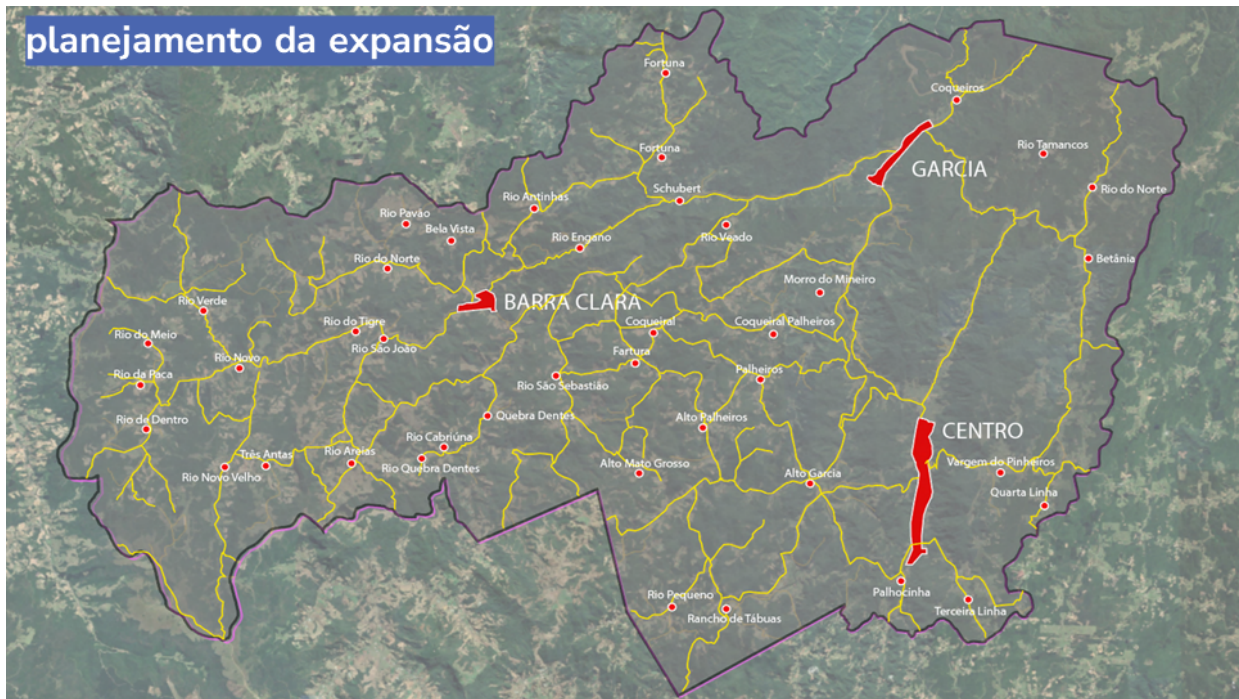 planejamento da expansão
Fortuna
Coqueiros
Fortuna
Rio Tamancos
GARCIA
Schubert
Rio do Norte
Rio Antinhas
Rio Pavão
Bela Vista
Rio Engano
Rio Veado
Rio do Norte
Betânia
Morro do Mineiro
Rio Verde
BARRA CLARA
Rio do Tigre
Coqueiral
Coqueiral Palheiros
Rio do Meio
Rio São João
Rio Novo
Fartura
Rio da Paca
Rio São Sebastião
Palheiros
Rio de Dentro
Quebra Dentes
Alto Palheiros
CENTRO
Rio Cabriúna
Três Antas
Rio Areias
Rio Quebra Dentes
Alto Mato Grosso
Vargem do Pinheiros
Rio Novo Velho
Alto Garcia
Quarta Linha
Palhocinha
Rio Pequeno
Terceira Linha
Rancho de Tábuas